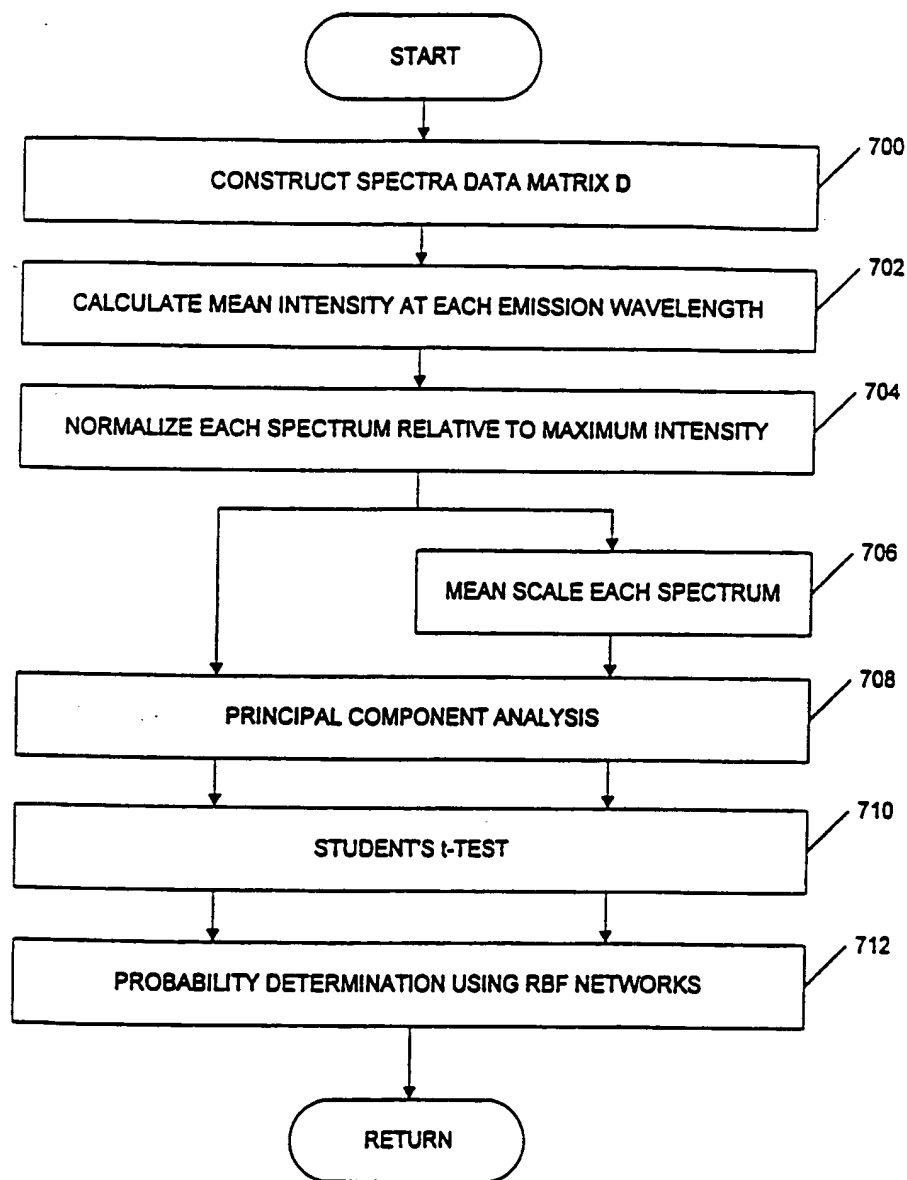 START
700
CONSTRUCT SPECTRA DATA MATRIX D
702
CALCULATE MEAN INTENSITY AT EACH EMISSION WAVELENGTH
704
NORMALIZE EACH SPECTRUM RELATIVE TO MAXIMUM INTENSITY
706
MEAN SCALE EACH SPECTRUM
708
PRINCIPAL COMPONENT ANALYSIS
710
STUDENT'S t-TEST
712
PROBABILITY DETERMINATION USING RBF NETWORKS
RETURN